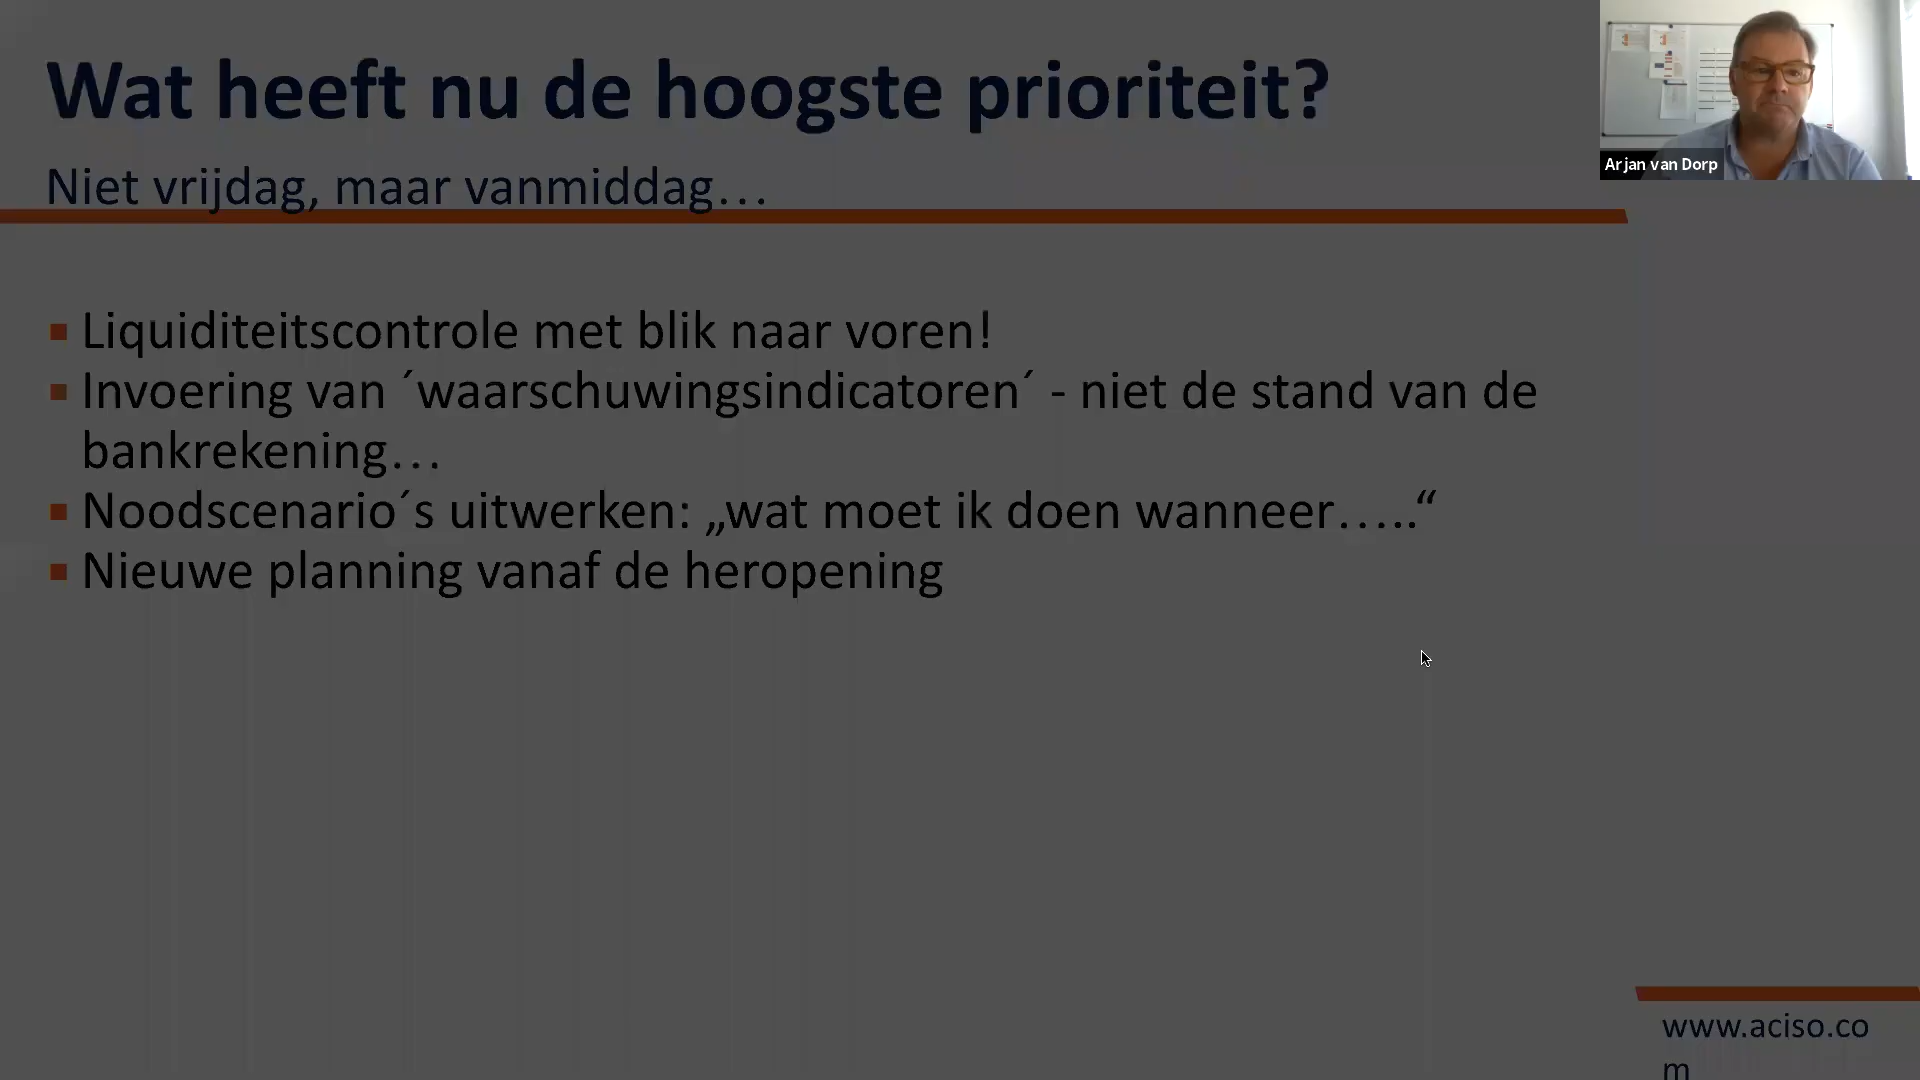 Wat heeft nu de hoogste prioriteit?
Niet vrijdag, maar vanmiddag…
Arjan van Dorp
▪ Liquiditeitscontrole met blik naar voren!
▪ Invoering van ´waarschuwingsindicatoren´ - niet de stand van de
bankrekening…
▪ Noodscenario´s uitwerken: „wat moet ik doen wanneer…..“
▪ Nieuwe planning vanaf de heropening
www.aciso.co
m